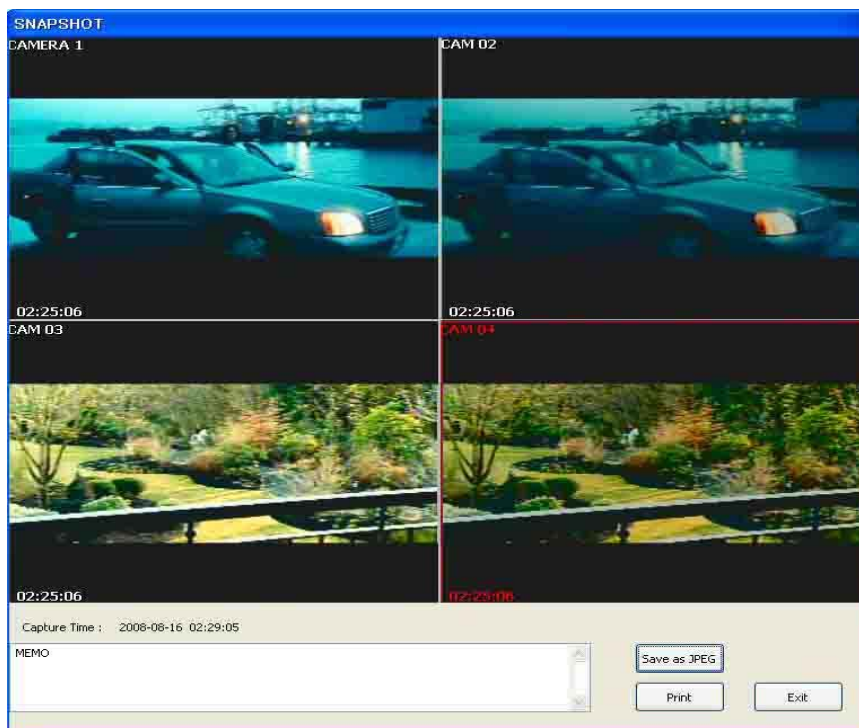 SNAPSHOT
CAMERA 1
CAM 02
02:25:06
02:25:06
CAM 03
CAM 04
02:25:06
02:25:06
Capture Time : 2008-08-16 02:29:05
MEMO
Save as JPEG
Print
Exit